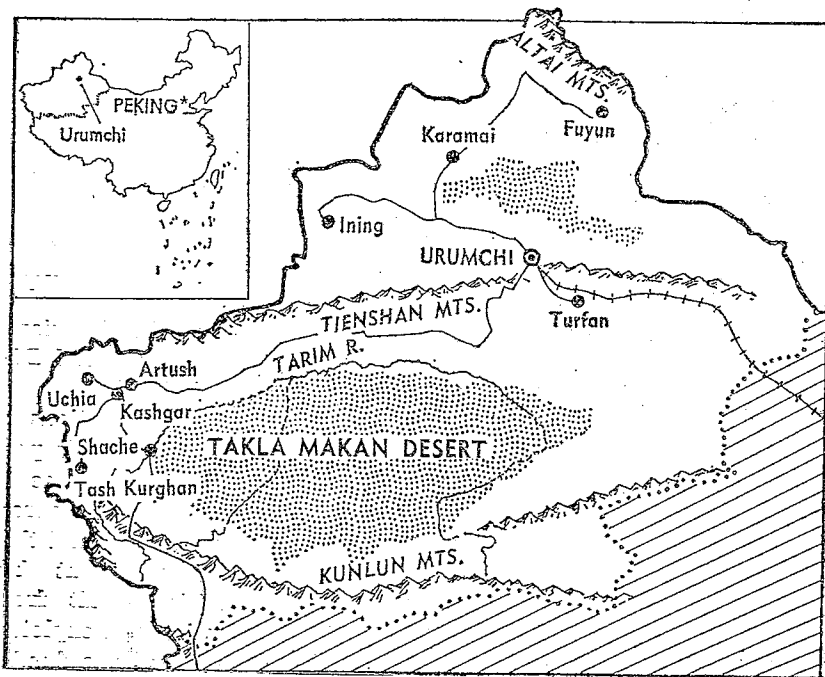 PEKING*
Urumchi
ALTAI MTS.
Karamai
Fuyun
Ining
URUMCHI
Turfan
TIENSHAN MTS.
TARIM R.
Artush
Uchia
Kashgar
Shache
TAKLA MAKAN DESERT
Tash Kurghan
KUNLUN MTS.